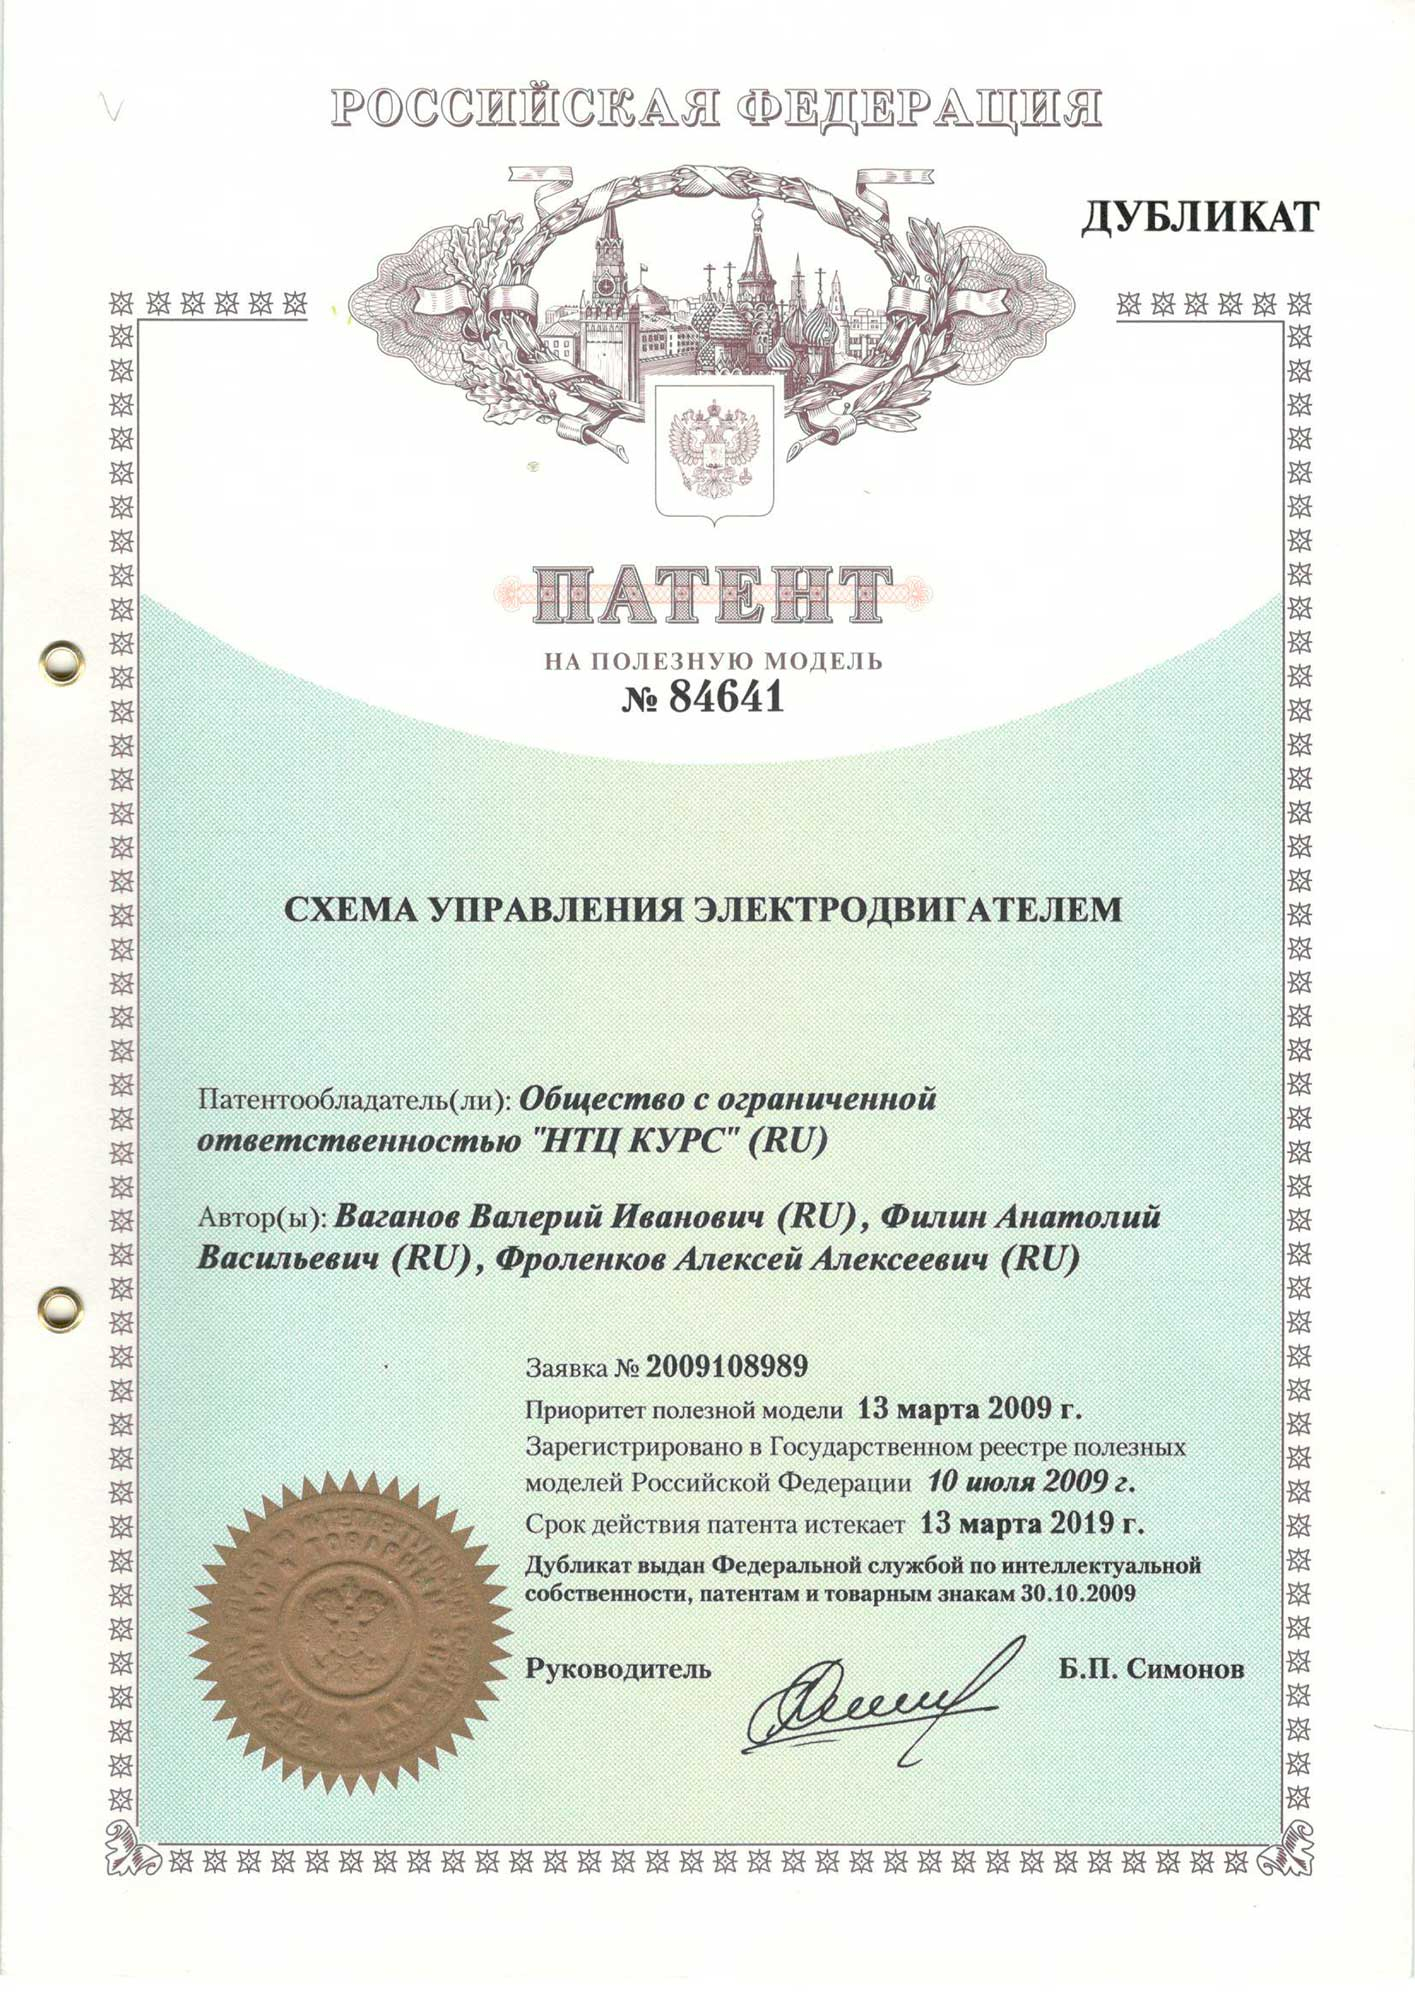 РОССИЙСКАЯ ФЕДЕРАЦИЯ
ДУБЛИКАТ
ПАТЕНТ
НА ПОЛЕЗНУЮ МОДЕЛЬ
№ 84641
СХЕМА УПРАВЛЕНИЯ ЭЛЕКТРОДВИГАТЕЛЕМ
Патентообладатель(ли): Общество с ограниченной
ответственностью "НТЦ КУРС" (RU)
Автор(ы): Ваганов Валерий Иванович (RU), Филин Анатолий
Васильевич (RU), Фроленков Алексей Алексеевич (RU)
Заявка № 2009108989
Приоритет полезной модели 13 марта 2009 г.
Зарегистрировано в Государственном реестре полезных
моделей Российской Федерации 10 июля 2009 г.
Срок действия патента истекает 13 марта 2019 г.
Дубликат выдан Федеральной службой по интеллектуальной
собственности, патентам и товарным знакам 30.10.2009
Руководитель
Б.П. Симонов